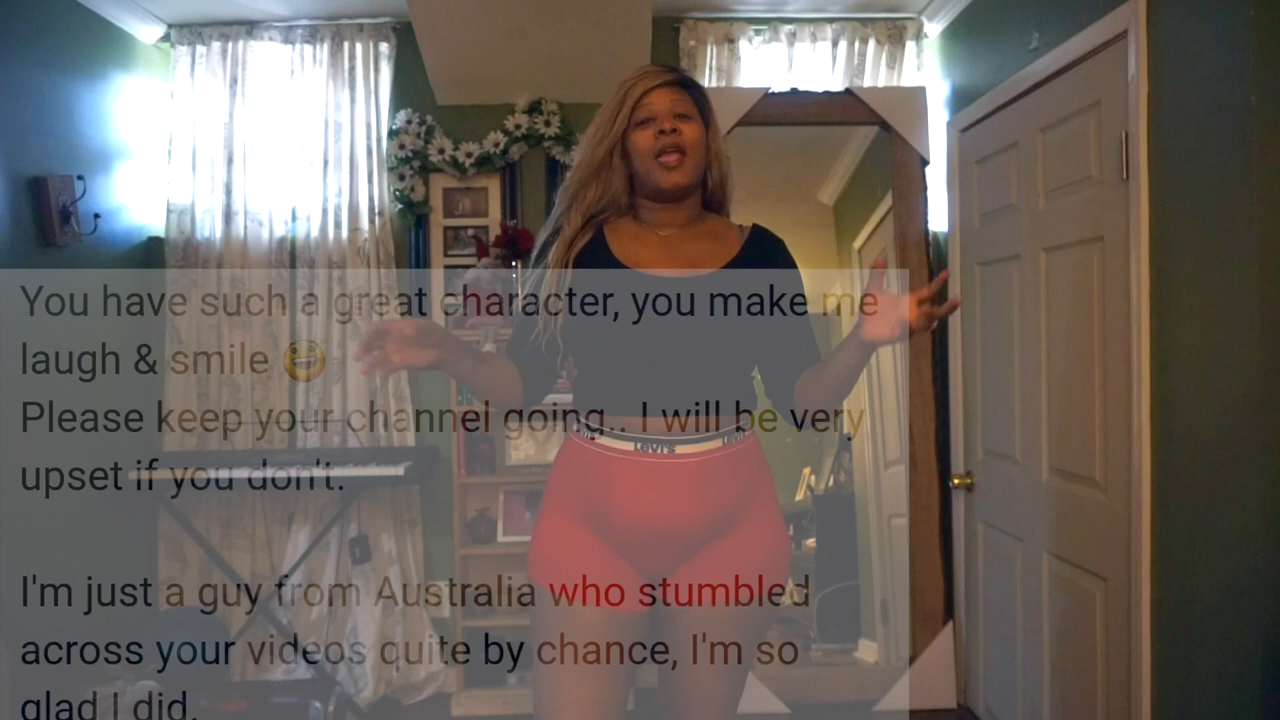 You have such a great character, you make me
laugh & smile 😄
Please keep your channel going.. I will be very
upset if you don't.
I'm just a guy from Australia who stumbled
across your videos quite by chance, I'm so
glad I did.
Levi's